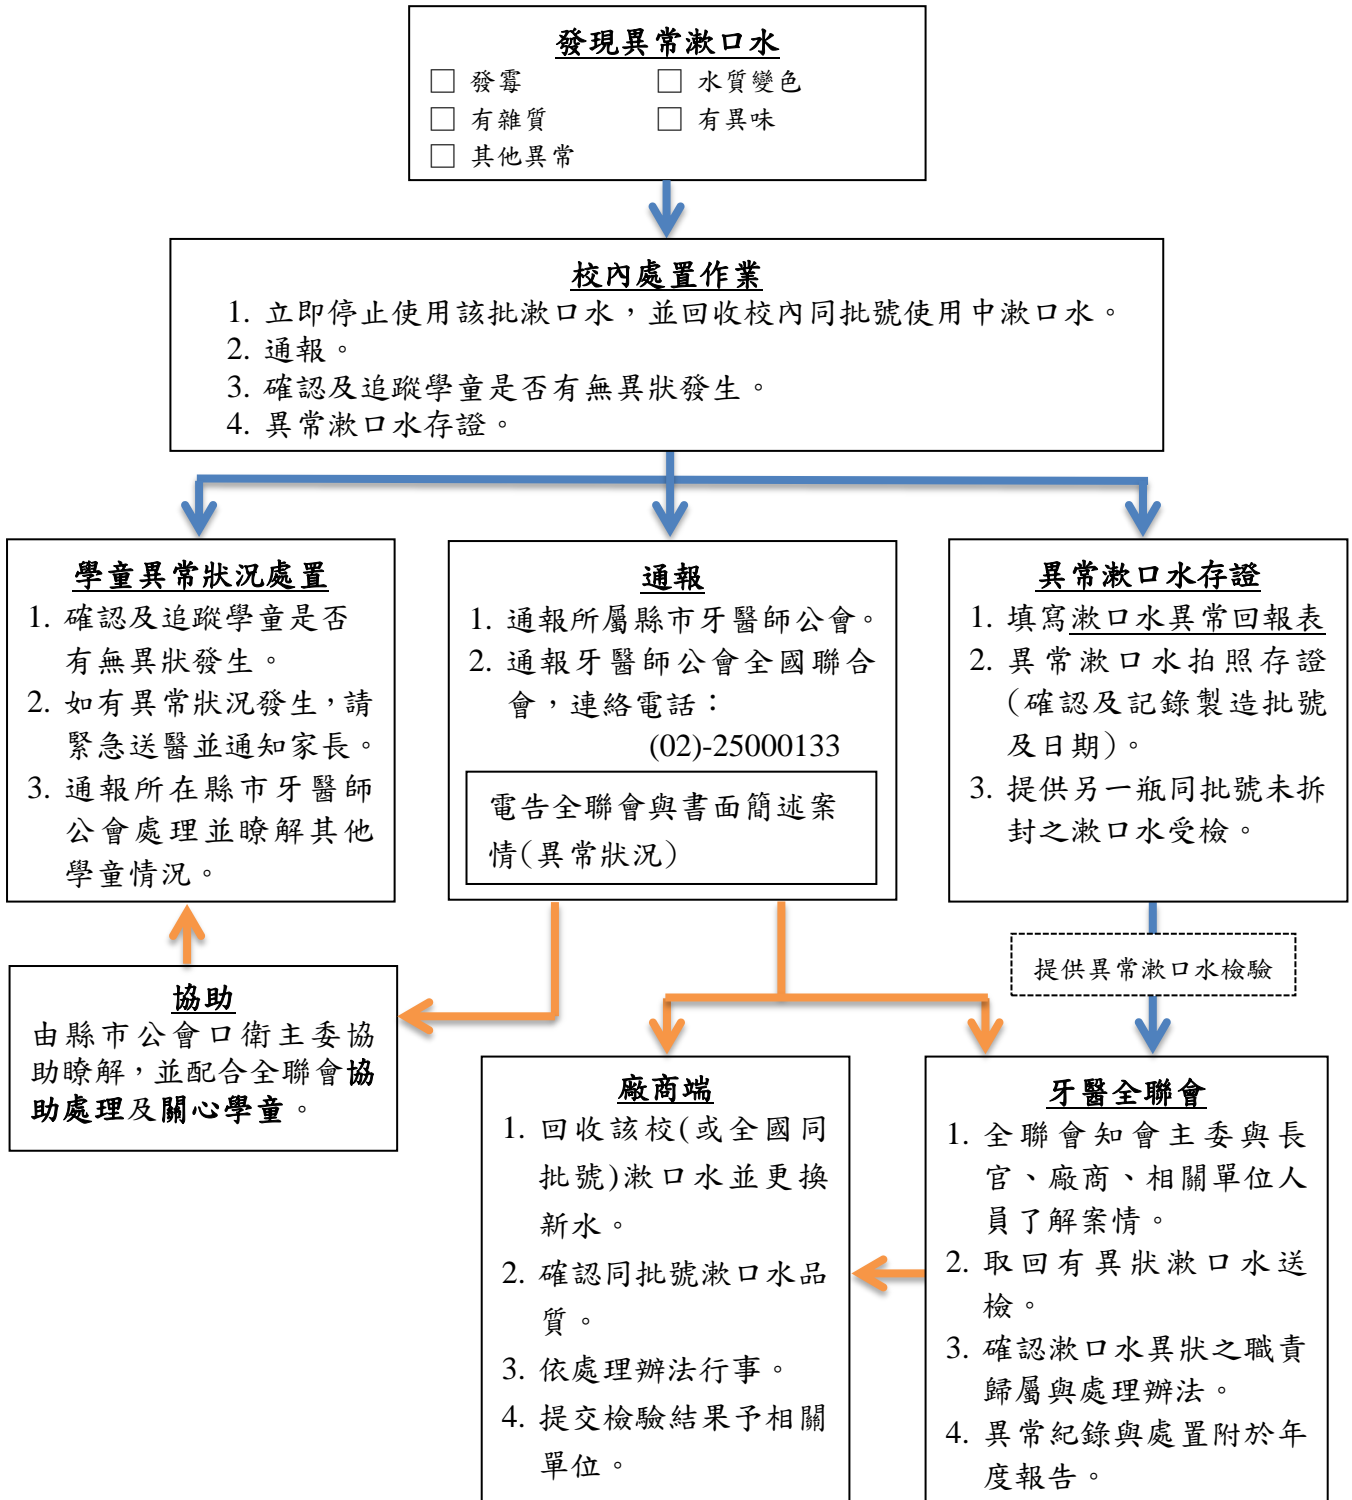 發現異常漱口水
□ 發霉 □ 水質變色
□ 有雜質 □ 有異味
□ 其他異常
校內處置作業
1. 立即停止使用該批漱口水，並回收校內同批號使用中漱口水。
2. 通報。
3. 確認及追蹤學童是否有無異狀發生。
4. 異常漱口水存證。
學童異常狀況處置
1. 確認及追蹤學童是否
有無異狀發生。
2. 如有異常狀況發生，請
緊急送醫並通知家長。
3. 通報所在縣市牙醫師
公會處理並瞭解其他
學童情況。
通報
1. 通報所屬縣市牙醫師公會。
2. 通報牙醫師公會全國聯合
會，連絡電話：
(02)-25000133
電告全聯會與書面簡述案
情(異常狀況)
異常漱口水存證
1. 填寫漱口水異常回報表
2. 異常漱口水拍照存證
(確認及記錄製造批號
及日期)。
3. 提供另一瓶同批號未拆
封之漱口水受檢。
提供異常漱口水檢驗
協助
由縣市公會口衛主委協
助瞭解，並配合全聯會協
助處理及關心學童。
廠商端
1. 回收該校(或全國同
批號)漱口水並更換
新水。
2. 確認同批號漱口水品
質。
3. 依處理辦法行事。
4. 提交檢驗結果予相關
單位。
牙醫全聯會
1. 全聯會知會主委與長
官、廠商、相關單位人
員了解案情。
2. 取回有異狀漱口水送
檢。
3. 確認漱口水異狀之職責
歸屬與處理辦法。
4. 異常紀錄與處置附於年
度報告。